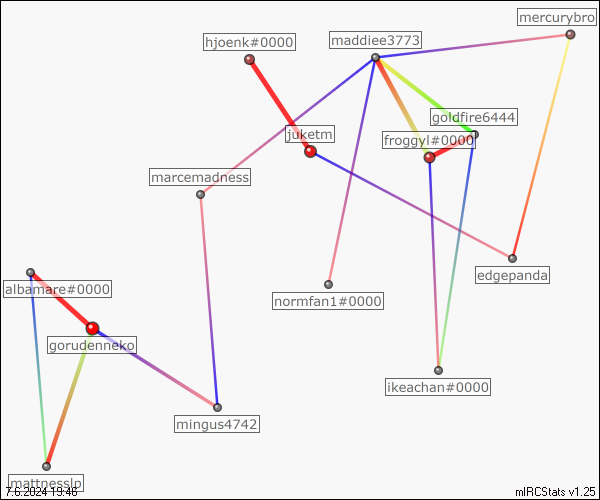 mercurybro
hjoenk#0000
maddiee3773
goldfire6444
juketm
froggyl#0000
marcemadness
edgepanda
albamare#0000
normfan1#0000
gorudenneko
ikeachan#0000
mingus4742
mattnesslp
7.6.2024 19:46
mIRCStats v1.25